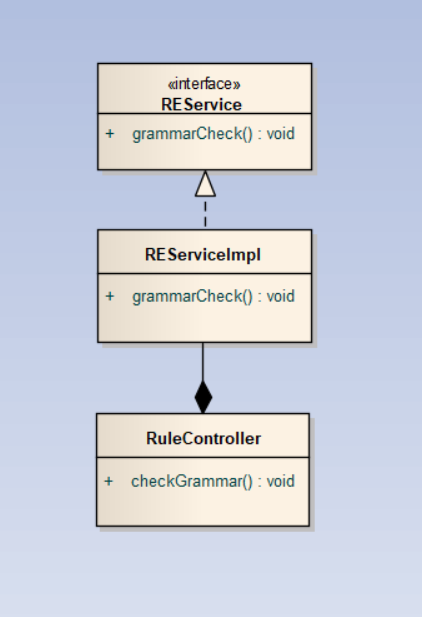 «interface»
REService
+ grammarCheck() : void
REServiceImpl
+ grammarCheck() : void
RuleController
+ checkGrammar() : void